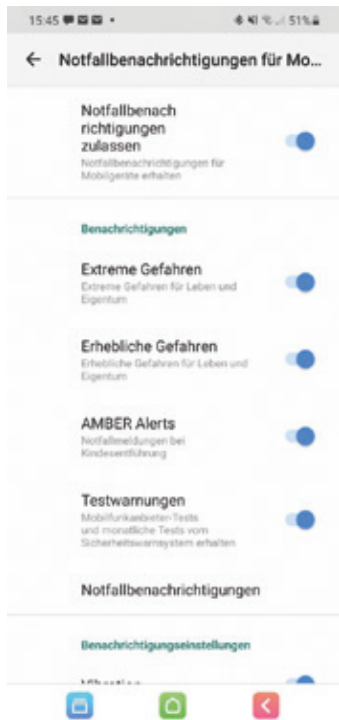 15:45
51%
Notfallbenachrichtigungen für Mo...
Notfallbenach
richtigungen
zulassen
Notfallbenachrichtigungen für
Mobilgeräte erhalten
Benachrichtigungen
Extreme Gefahren
Extreme Gefahren für Leben und
Eigentum
Erhebliche Gefahren
Erhebliche Gefahren für Leben und
Eigentum
AMBER Alerts
Notfallmeldungen bei
Kindesentführung
Testwarnungen
Mobilfunkanbieter-Tests
und monatliche Tests vom
Sicherheitswarnsystem erhalten
Notfallbenachrichtigungen
Benachrichtigungseinstellungen